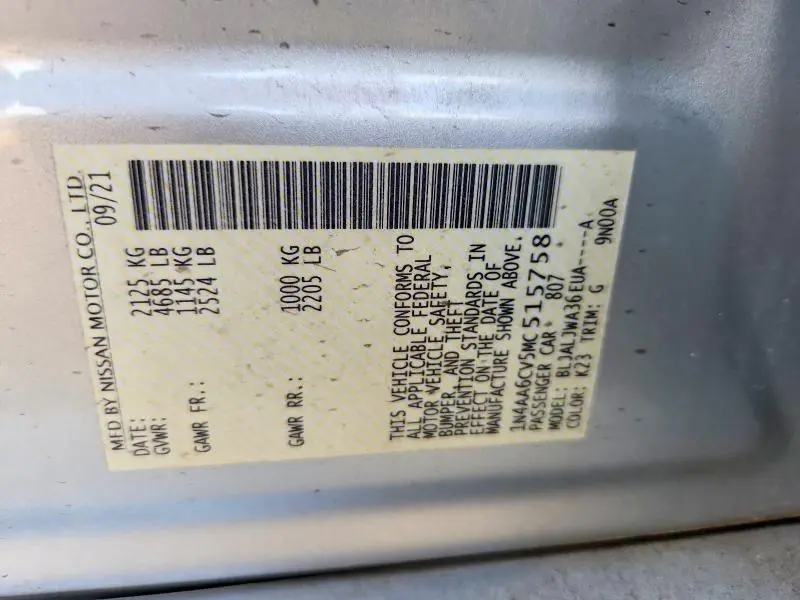 MFD BY NISSAN MOTOR CO., LTD.
DATE: 09/21
GVWR: 2125 KG
4685 LB
GAWR FR.: 1145 KG
2524 LB
GAWR RR.: 1000 KG
2205 LB
THIS VEHICLE CONFORMS TO
ALL APPLICABLE FEDERAL
MOTOR VEHICLE SAFETY,
BUMPER, AND THEFT
PREVENTION STANDARDS IN
EFFECT ON THE DATE OF
MANUFACTURE SHOWN ABOVE.
1N4AA6CV5MC515758
PASSENGER CAR 807
MODEL: BLJALJWA36EUA----A
COLOR: K23 TRIM: G 9N00A